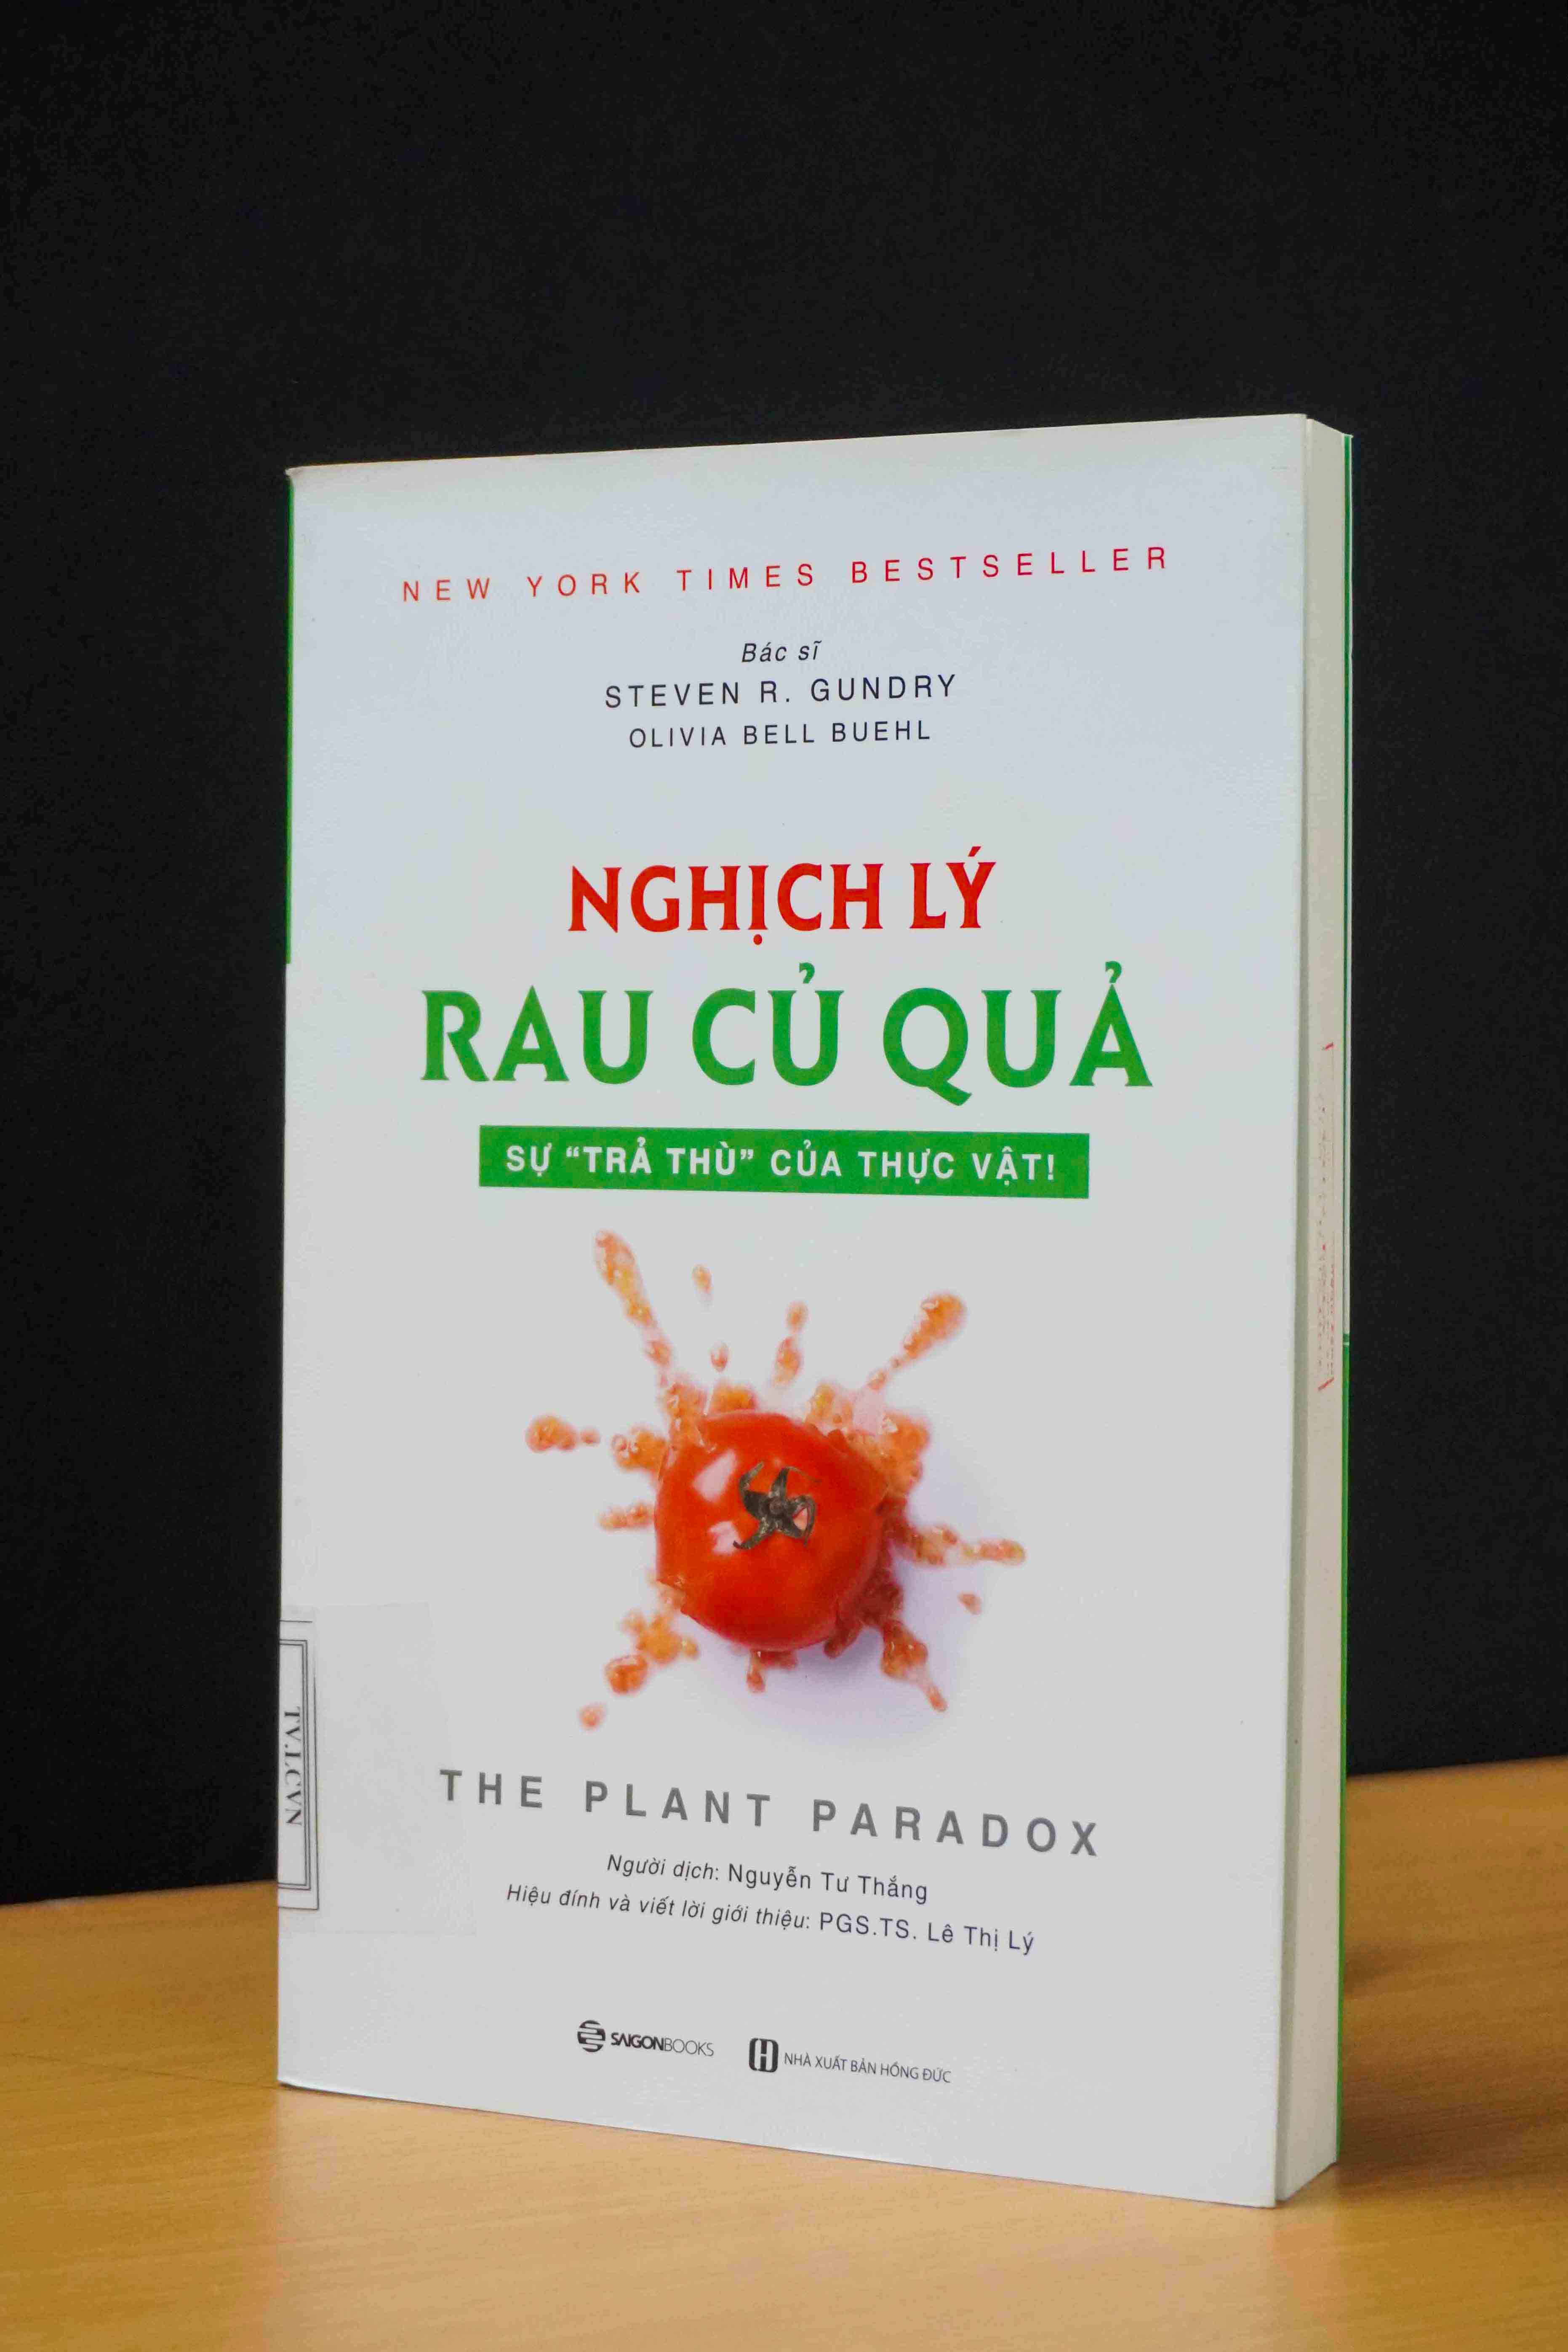 NEW YORK TIMES BESTSELLER
Bác sĩ
STEVEN R. GUNDRY
OLIVIA BELL BUEHL
NGHỊCH LÝ
RAU CỦ QUẢ
SỰ “TRẢ THÙ” CỦA THỰC VẬT!
THE PLANT PARADOX
Người dịch: Nguyễn Tư Thắng
Hiệu đính và viết lời giới thiệu: PGS.TS. Lê Thị Lý
SAIGONBOOKS
NHÀ XUẤT BẢN HỒNG ĐỨC